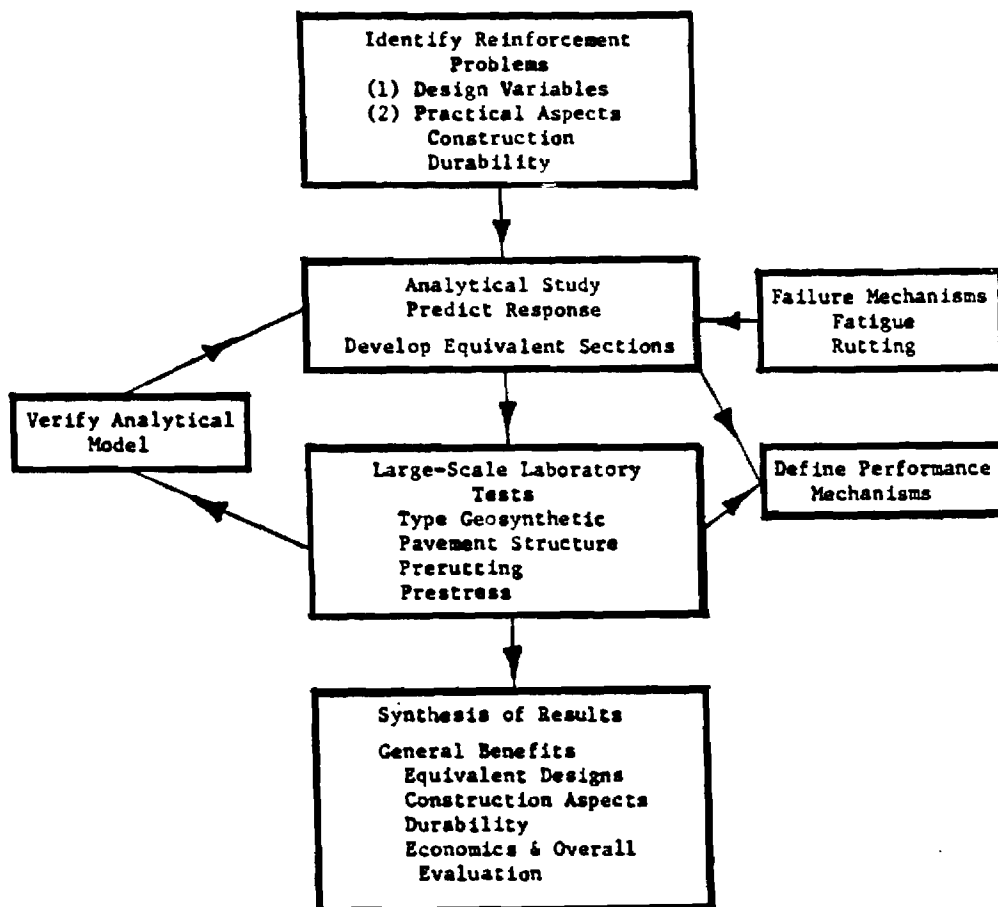 Identify Reinforcement
Problems
(1) Design Variables
(2) Practical Aspects
Construction
Durability
Analytical Study
Predict Response
Develop Equivalent Sections
Failure Mechanisms
Fatigue
Rutting
Verify Analytical
Model
Large-Scale Laboratory
Tests
Type Geosynthetic
Pavement Structure
Prerutting
Prestress
Define Performance
Mechanisms
Synthesis of Results
General Benefits
Equivalent Designs
Construction Aspects
Durability
Economics & Overall
Evaluation